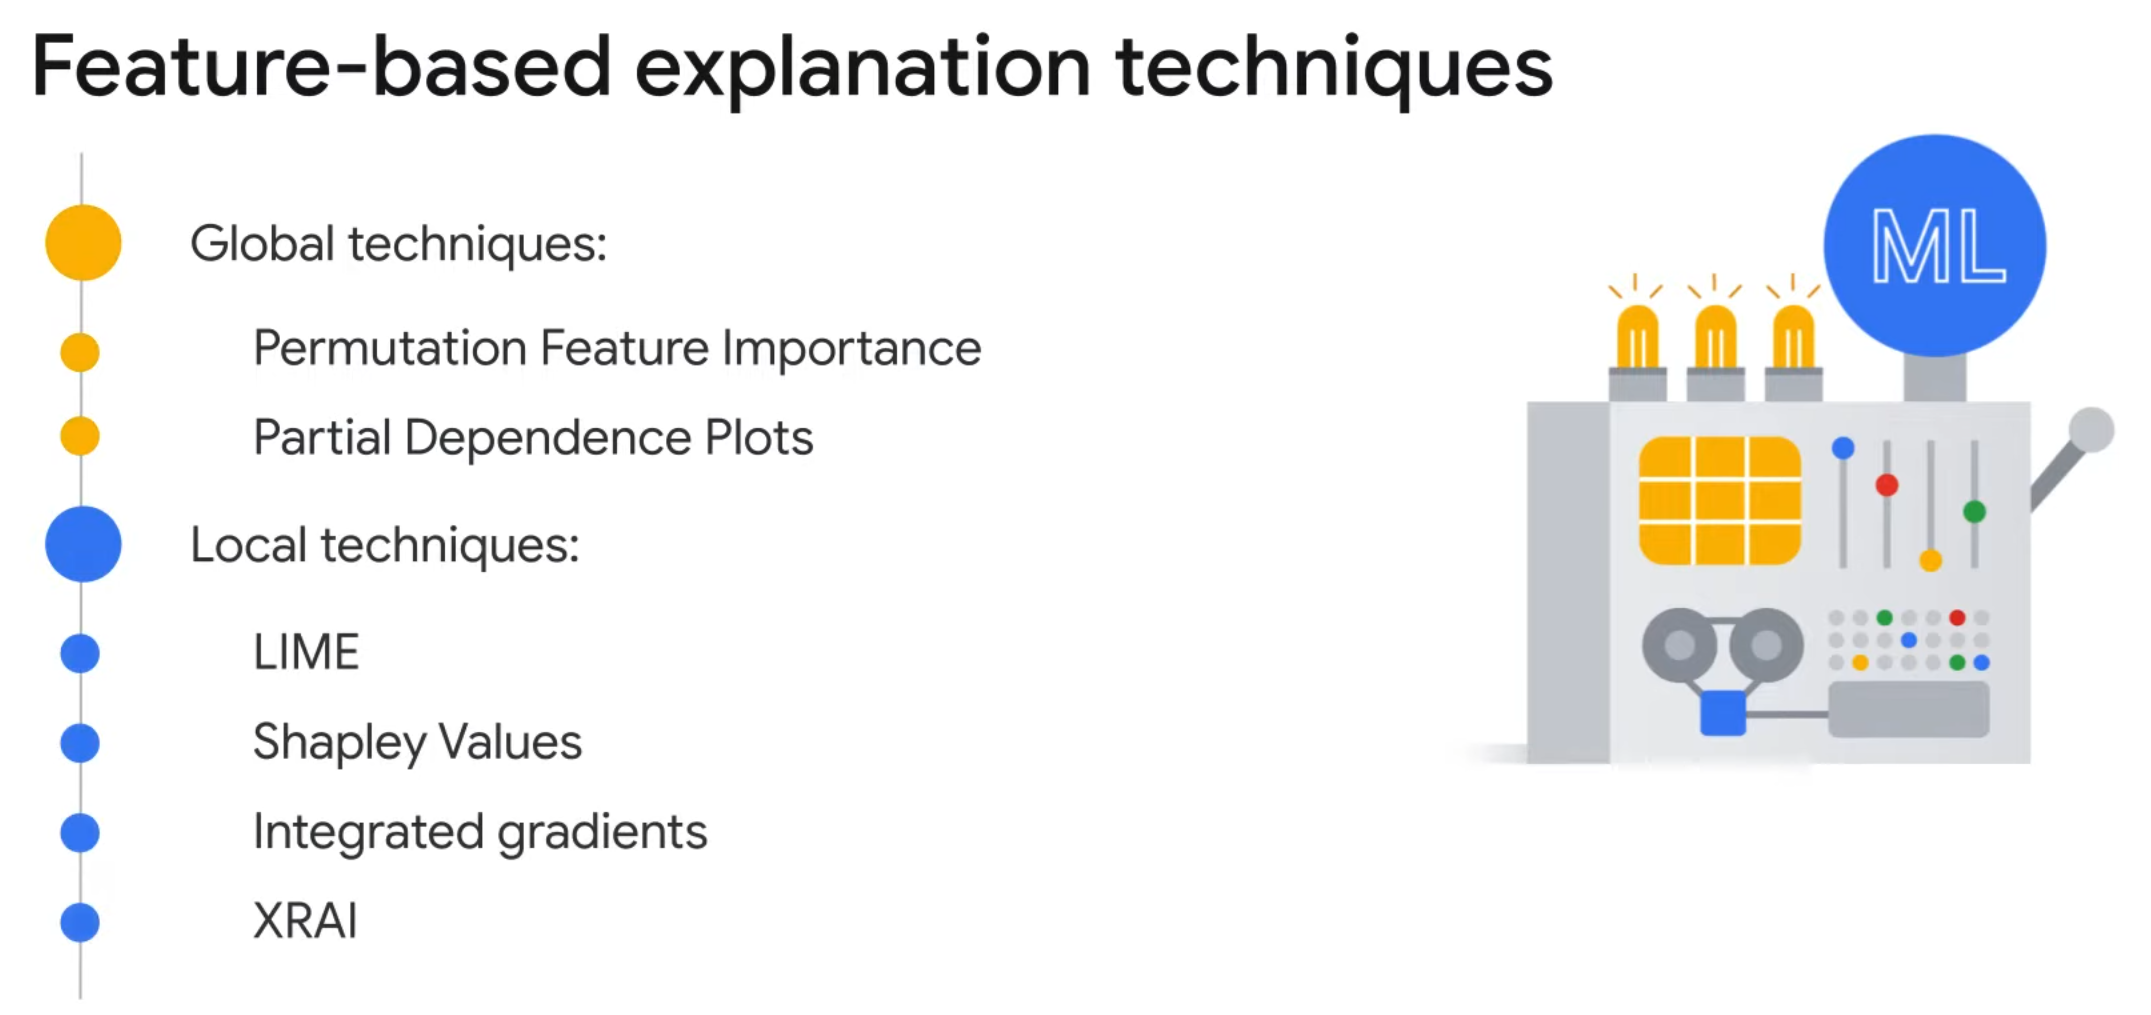 Feature-based explanation techniques
ML
Global techniques:
Permutation Feature Importance
Partial Dependence Plots
Local techniques:
LIME
Shapley Values
Integrated gradients
XRAI